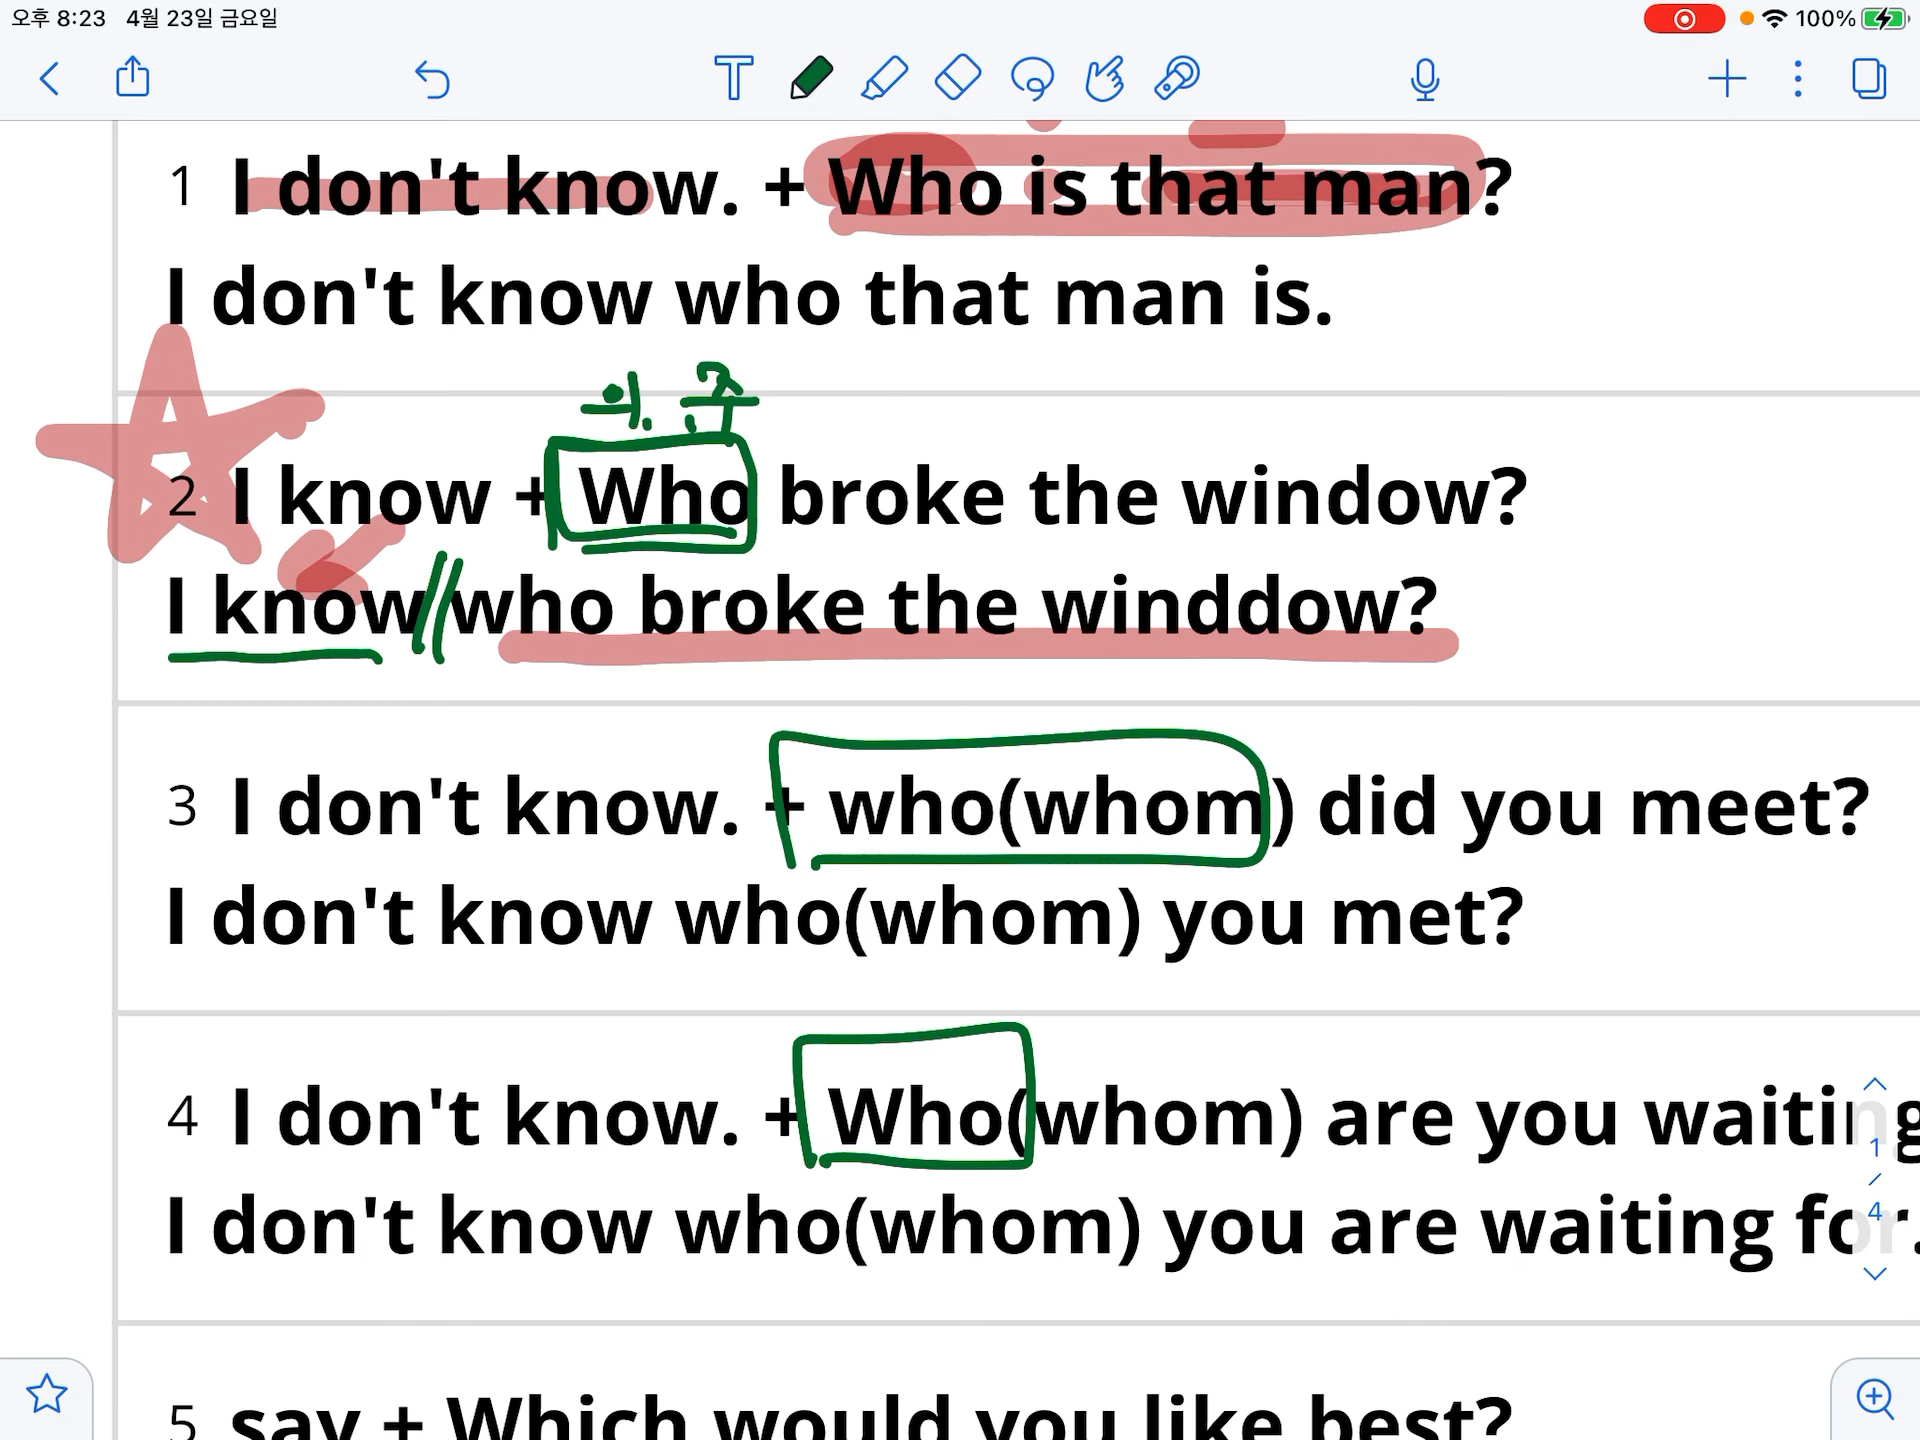 오후 8:23 4월 23일 금요일 100%
1 I don't know. + Who is that man?
I don't know who that man is.
의. 주
2 I know + Who broke the window?
I know // who broke the winddow?
3 I don't know. + who(whom) did you meet?
I don't know who(whom) you met?
4 I don't know. + Who(whom) are you waiting
I don't know who(whom) you are waiting for.
1
/
4
5 say + Which would you like best?